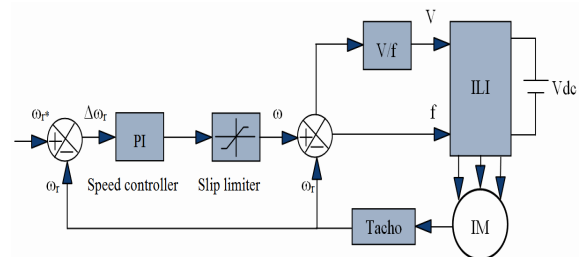 V
V/f
ILI
Vdc
ωr*
Δωr
ω
f
+
−
PI
+
−
ωr
Speed controller
Slip limiter
ωr
Tacho
IM